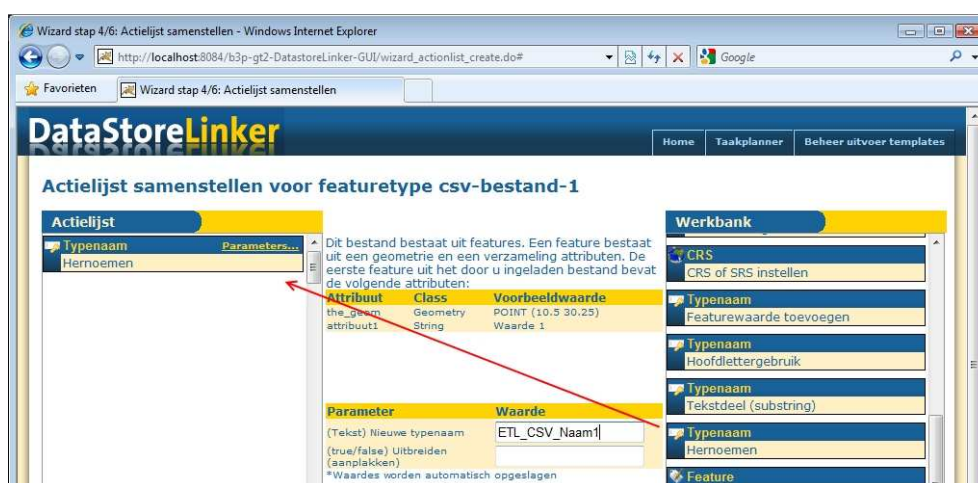 Wizard stap 4/6: Actielijst samenstellen - Windows Internet Explorer
http://localhost:8084/b3p-gt2-DatastoreLinker-GUI/wizard_actionlist_create.do#
Google
Favorieten
Wizard stap 4/6: Actielijst samenstellen
DataStoreLinker
Home
Taakplanner
Beheer uitvoer templates
Actielijst samenstellen voor featuretype csv-bestand-1
Actielijst
Typenaam Parameters...
Hernoemen
Dit bestand bestaat uit features. Een feature bestaat
uit een geometrie en een verzameling attributen. De
eerste feature uit het door u ingeladen bestand bevat
de volgende attributen:
Attribuut Class Voorbeeldwaarde
the_geom Geometry POINT (10.5 30.25)
attribuut1 String Waarde 1
Parameter Waarde
(Tekst) Nieuwe typenaam ETL_CSV_Naam1
(true/false) Uitbreiden
(aanplakken)
*Waardes worden automatisch opgeslagen
Werkbank
CRS
CRS of SRS instellen
Typenaam
Featurewaarde toevoegen
Typenaam
Hoofdlettergebruik
Typenaam
Tekstdeel (substring)
Typenaam
Hernoemen
Feature